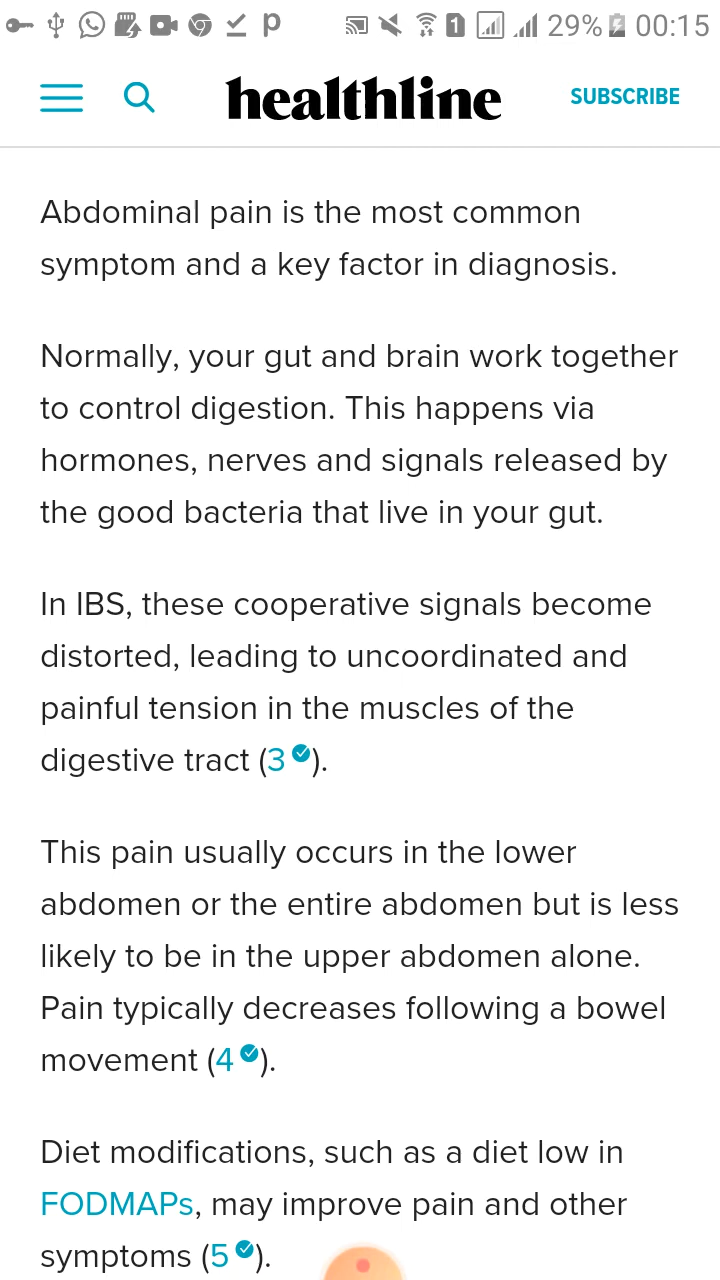 1 29% 00:15
healthline SUBSCRIBE
Abdominal pain is the most common
symptom and a key factor in diagnosis.
Normally, your gut and brain work together
to control digestion. This happens via
hormones, nerves and signals released by
the good bacteria that live in your gut.
In IBS, these cooperative signals become
distorted, leading to uncoordinated and
painful tension in the muscles of the
digestive tract (3).
This pain usually occurs in the lower
abdomen or the entire abdomen but is less
likely to be in the upper abdomen alone.
Pain typically decreases following a bowel
movement (4).
Diet modifications, such as a diet low in
FODMAPs, may improve pain and other
symptoms (5).